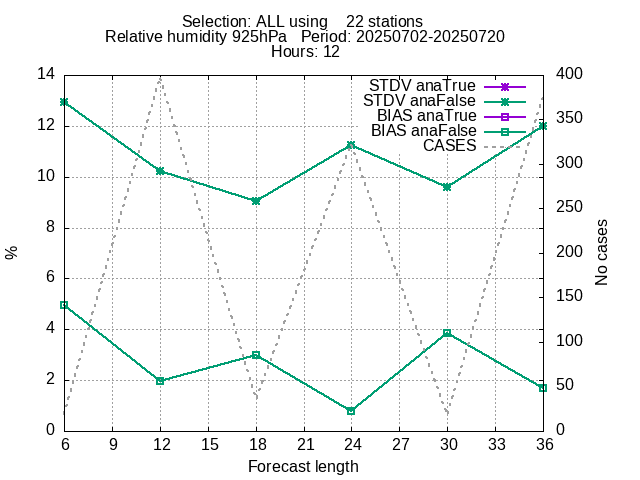 Selection: ALL using    22 stations
Relative humidity 925hPa   Period: 20250702-20250720
Hours: 12
STDV anaTrue
STDV anaFalse
BIAS anaTrue
BIAS anaFalse
CASES
14
12
10
8
6
4
2
0
%
400
350
300
250
200
150
100
50
0
No cases
6 9 12 15 18 21 24 27 30 33 36
Forecast length